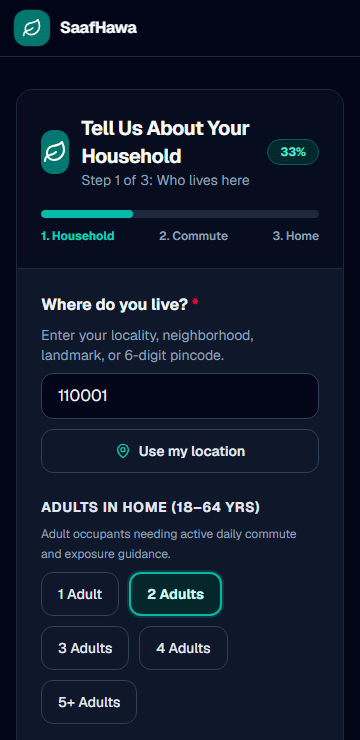 SaafHawa
Tell Us About Your
Household
Step 1 of 3: Who lives here
33%
1. Household
2. Commute
3. Home
Where do you live? *
Enter your locality, neighborhood,
landmark, or 6-digit pincode.
110001
Use my location
ADULTS IN HOME (18–64 YRS)
Adult occupants needing active daily commute
and exposure guidance.
1 Adult
2 Adults
3 Adults
4 Adults
5+ Adults